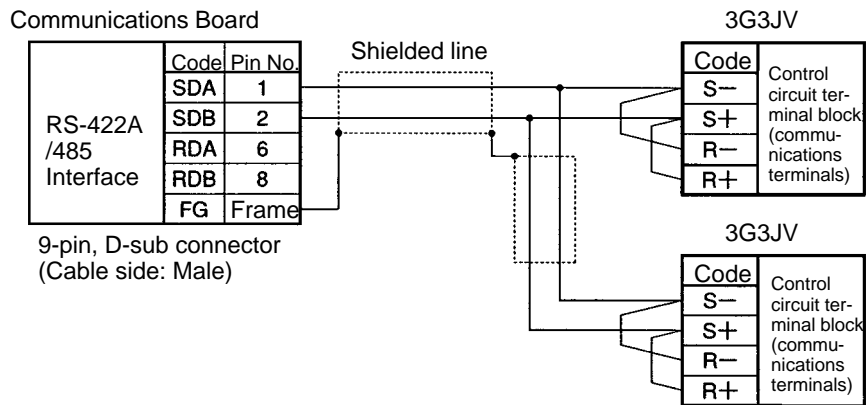 Communications Board
3G3JV
Shielded line
Code Pin No.
SDA 1
SDB 2
RDA 6
RDB 8
FG Frame
RS-422A
/485
Interface
9-pin, D-sub connector
(Cable side: Male)
Code
S−
S+
R−
R+
Control
circuit ter-
minal block
(commu-
nications
terminals)
3G3JV
Code
S−
S+
R−
R+
Control
circuit ter-
minal block
(commu-
nications
terminals)